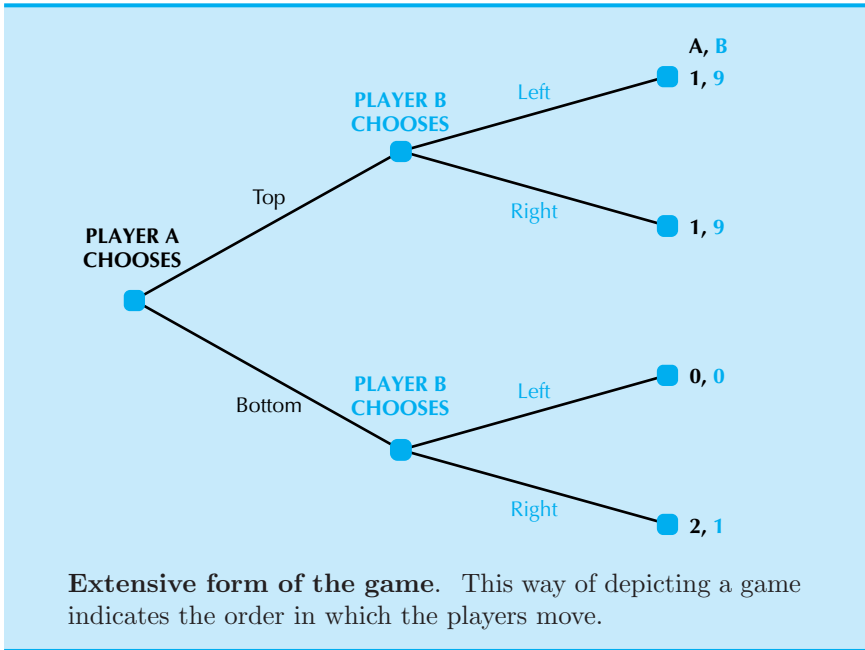 A, B
1, 9
Left
PLAYER B
CHOOSES
Right
1, 9
Top
PLAYER A
CHOOSES
Bottom
PLAYER B
CHOOSES
Left
0, 0
Right
2, 1
Extensive form of the game. This way of depicting a game
indicates the order in which the players move.